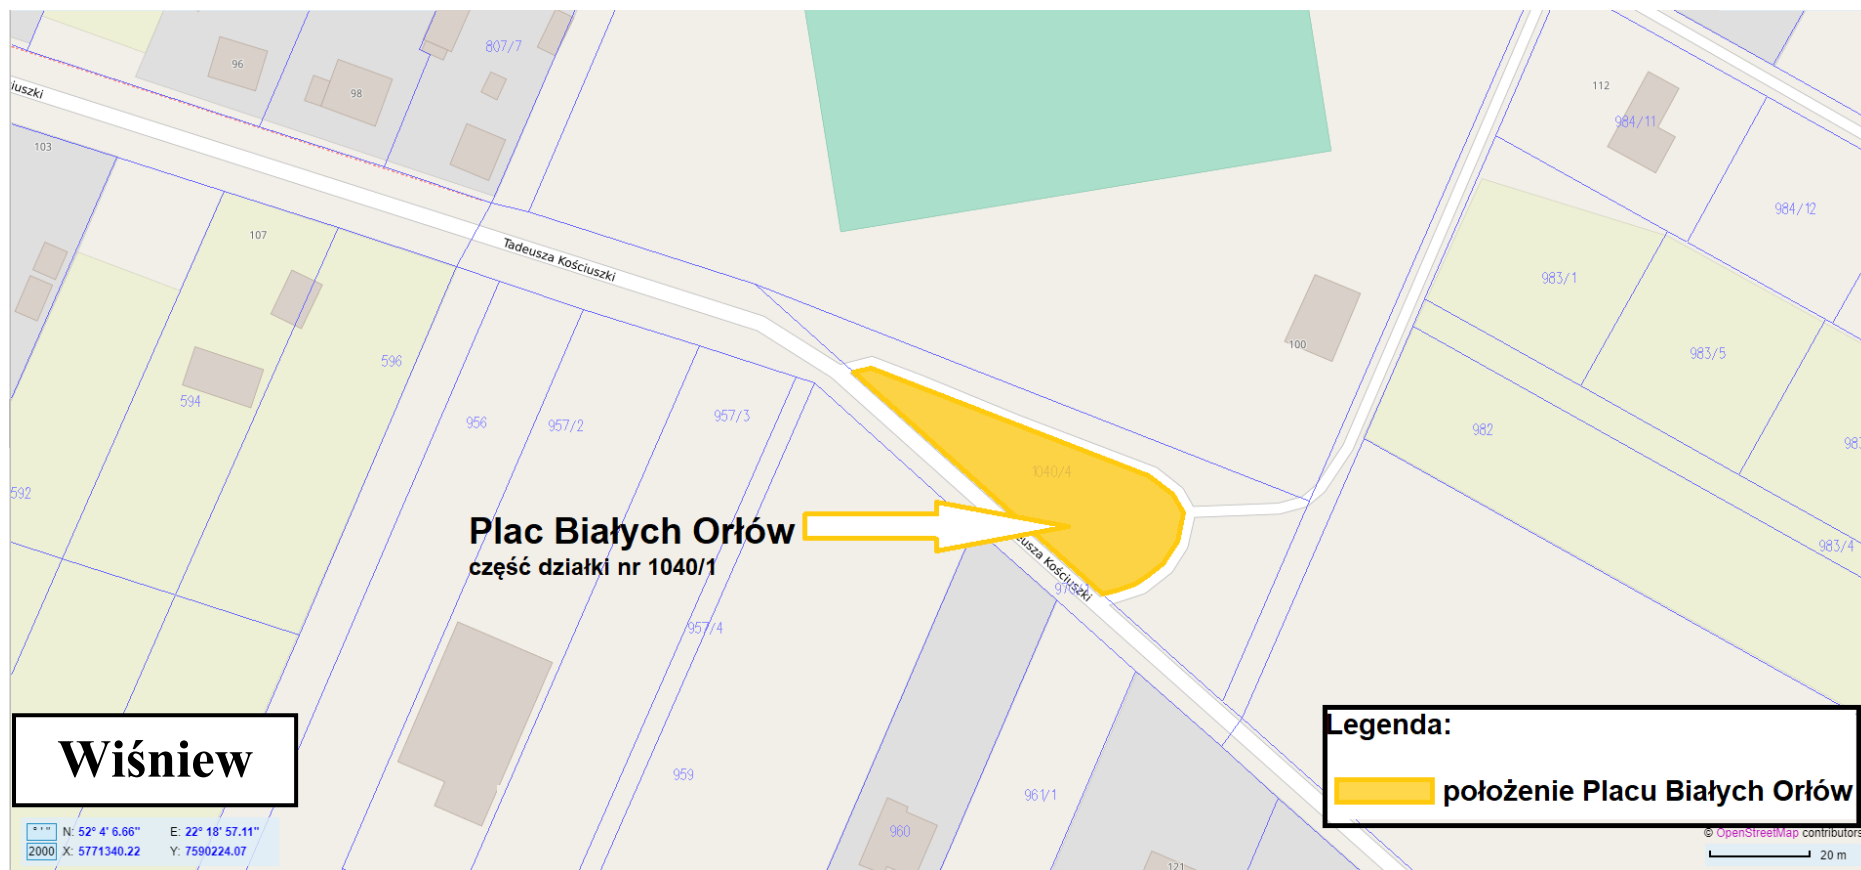 807/7
96
98
iuszki
103
112
984/11
984/12
107
Tadeusza Kościuszki
983/1
100
983/5
596
594
956
957/2
957/3
982
983
1040/4
592
Plac Białych Orłów
część działki nr 1040/1
usza Kościuszki
983/4
957/4
Wiśniew
Legenda:
położenie Placu Białych Orłów
959
961/1
960
121
° ' " N: 52° 4' 6.66" E: 22° 18' 57.11"
2000 X: 5771340.22 Y: 7590224.07
© OpenStreetMap contributors
20 m